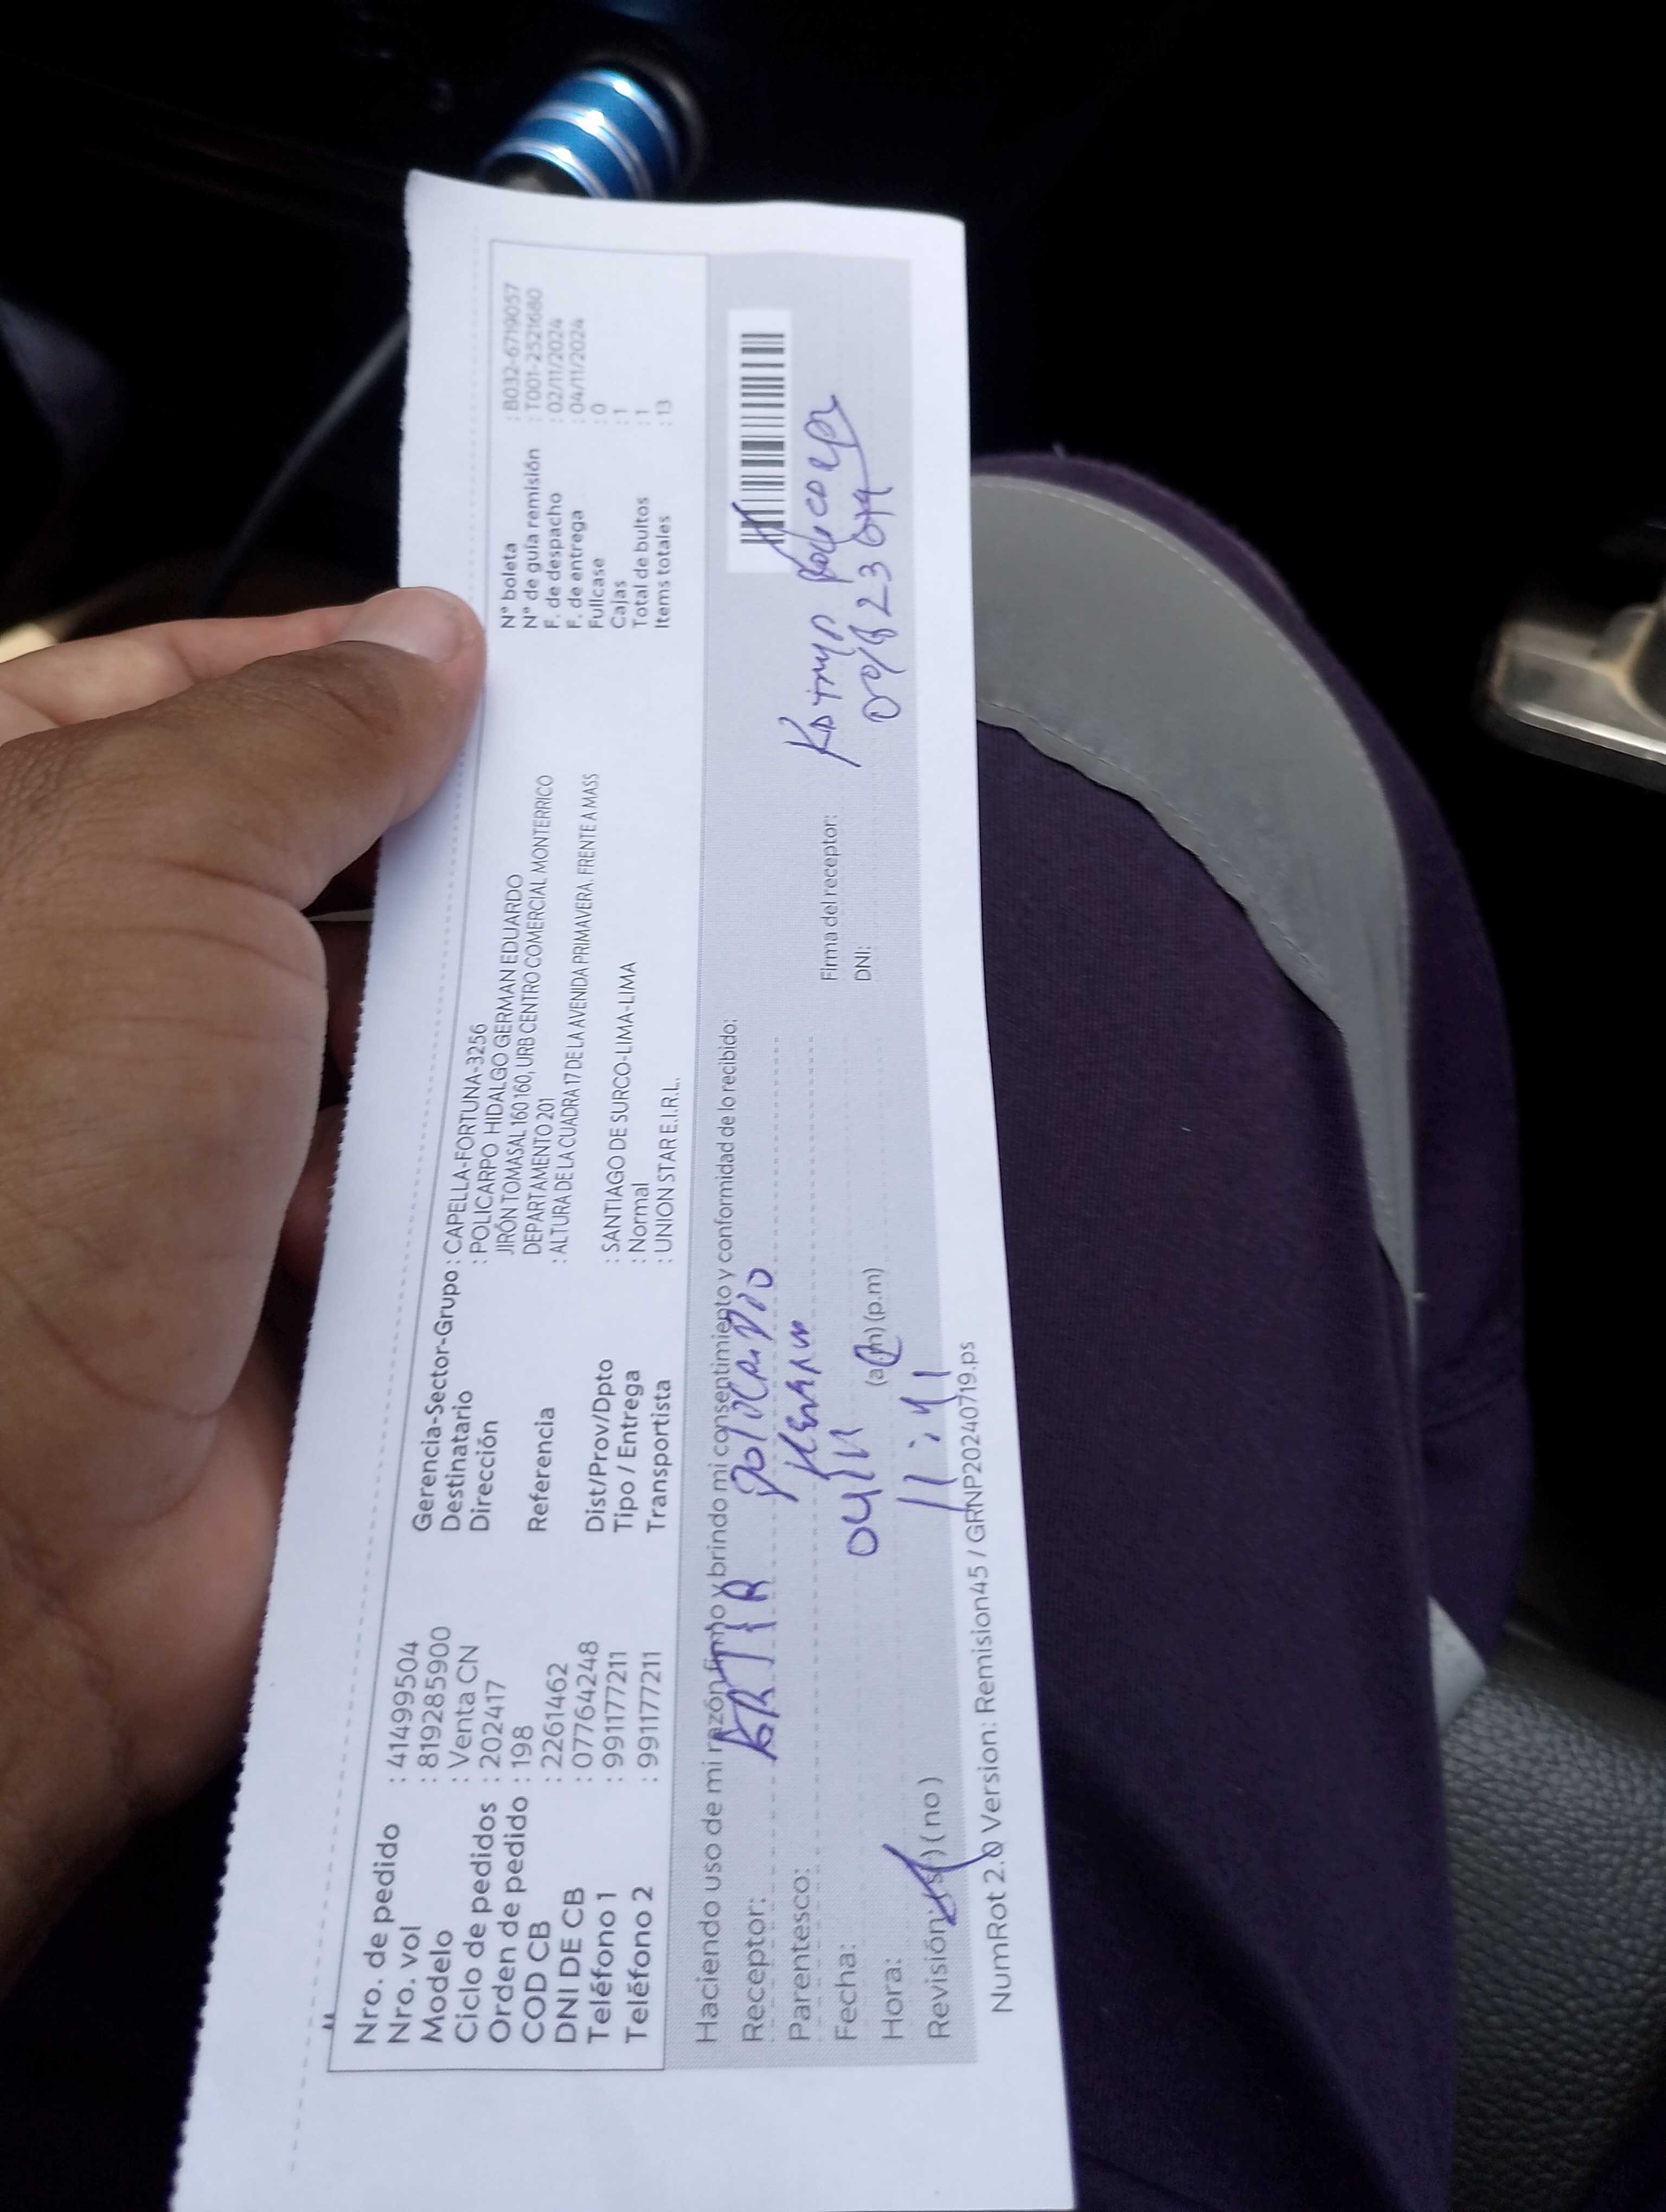 Nro. de pedido : 41499504
Nro. vol : 819285900
Modelo : Venta CN
Ciclo de pedidos : 202417
Orden de pedido : 198
COD CB : 2261462
DNI DE CB : 07764248
Teléfono 1 : 991177211
Teléfono 2 : 991177211
Gerencia-Sector-Grupo : CAPELLA-FORTUNA-3256
Destinatario : POLICARPO HIDALGO GERMAN EDUARDO
Dirección JIRÓN TOMASAL 160 160, URB CENTRO COMERCIAL MONTERRICO
DEPARTAMENTO 201
Referencia : ALTURA DE LA CUADRA 17 DE LA AVENIDA PRIMAVERA. FRENTE A MASS
Dist/Prov/Dpto : SANTIAGO DE SURCO-LIMA-LIMA
Tipo / Entrega : Normal
Transportista : UNION STAR E.I.R.L.
N° boleta : B032-6719057
N° de guía remisión : T001-2521680
F. de despacho : 02/11/2024
F. de entrega : 04/11/2024
Fullcase : 0
Cajas : 1
Total de bultos : 1
Items totales : 13
Haciendo uso de mi razón firmo y brindo mi consentimiento y conformidad de lo recibido:
Receptor:
Parentesco:
Fecha: 04/11
Hora: 11:41 (a.m) (p.m)
Revisión: (si) (no)
Firma del receptor: Katmyn
DNI:
NumRot 2.0 Version: Remision45 / GRNP20240719.ps